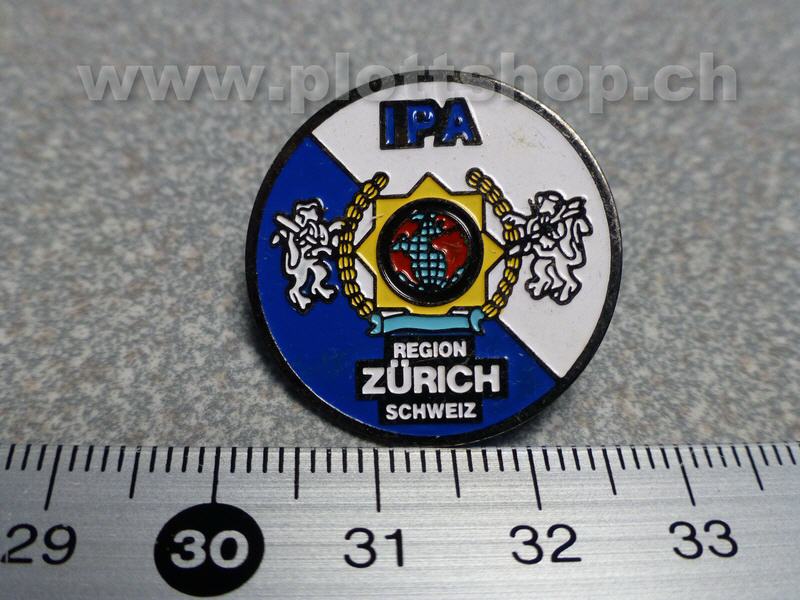 www.plottshop.ch
IPA
REGION
ZÜRICH
SCHWEIZ
29 30 31 32 33